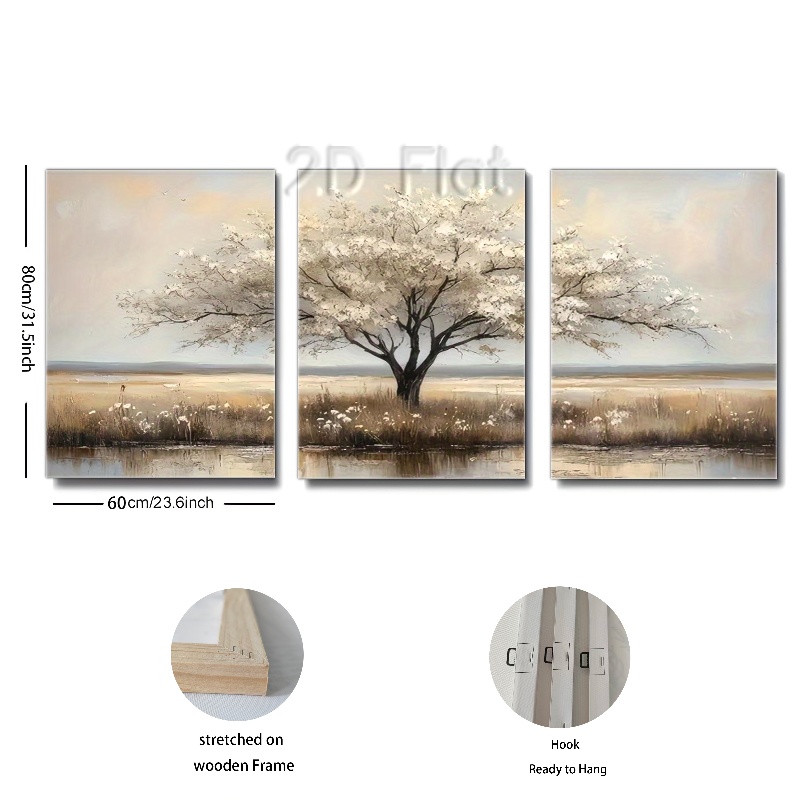 2D Flat
80cm/31.5inch
60cm/23.6inch
stretched on
wooden Frame
Hook
Ready to Hang